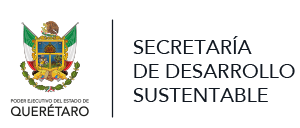 PODER EJECUTIVO DEL ESTADO DE
QUERÉTARO
SECRETARÍA
DE DESARROLLO
SUSTENTABLE